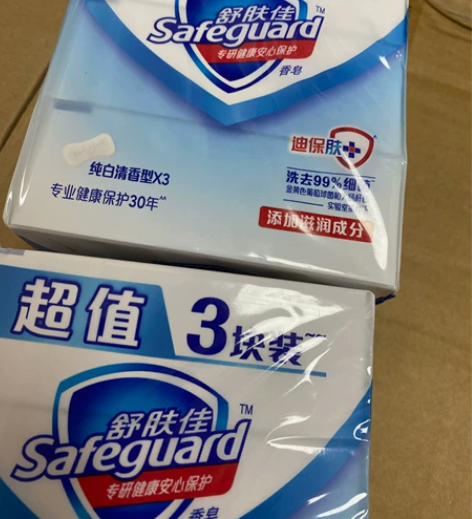 舒肤佳
Safeguard™
专研健康安心保护
香皂
迪保肤
纯白清香型X3
专业健康保护30年^^
洗去99%细菌
添加滋润成分
超值
3块装
舒肤佳
Safeguard™
专研健康安心保护
香皂